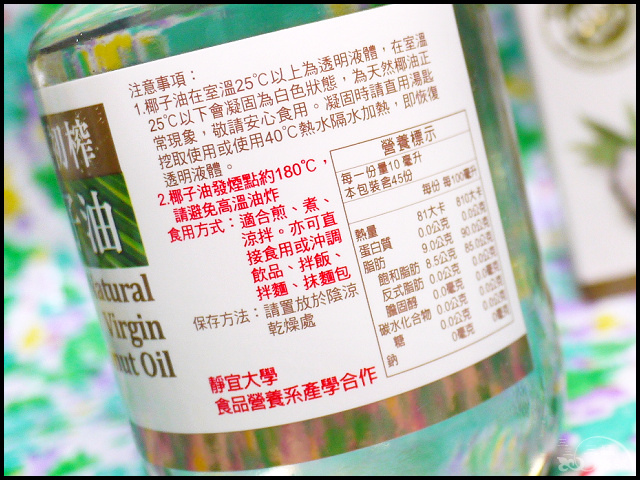 注意事項：
1.椰子油在室溫25℃以上為透明液體，在室溫
25℃以下會凝固為白色狀態，為天然椰油正
常現象，敬請安心食用。凝固時請直用湯匙
挖取使用或使用40℃熱水隔水加熱，即恢復
透明液體。
2.椰子油發煙點約180℃，
請避免高溫油炸
食用方式：適合煎、煮、
涼拌。亦可直
接食用或沖調
飲品、拌飯、
拌麵、抹麵包
保存方法：請置放於陰涼
乾燥處
靜宜大學
食品營養系產學合作
營養標示
每一份量10毫升
本包裝含45份
每份 每100毫升
熱量 81大卡 810大卡
蛋白質 0.0公克 0.0公克
脂肪 9.0公克 90.0公克
飽和脂肪 8.5公克 85.0公克
反式脂肪 0.0公克 0.0公克
膽固醇 0.0毫克 0.0毫克
碳水化合物 0.0公克 0.0公克
糖 0.0公克 0.0公克
鈉 0毫克 0毫克
初榨
子油
Natural
Virgin
nut Oil